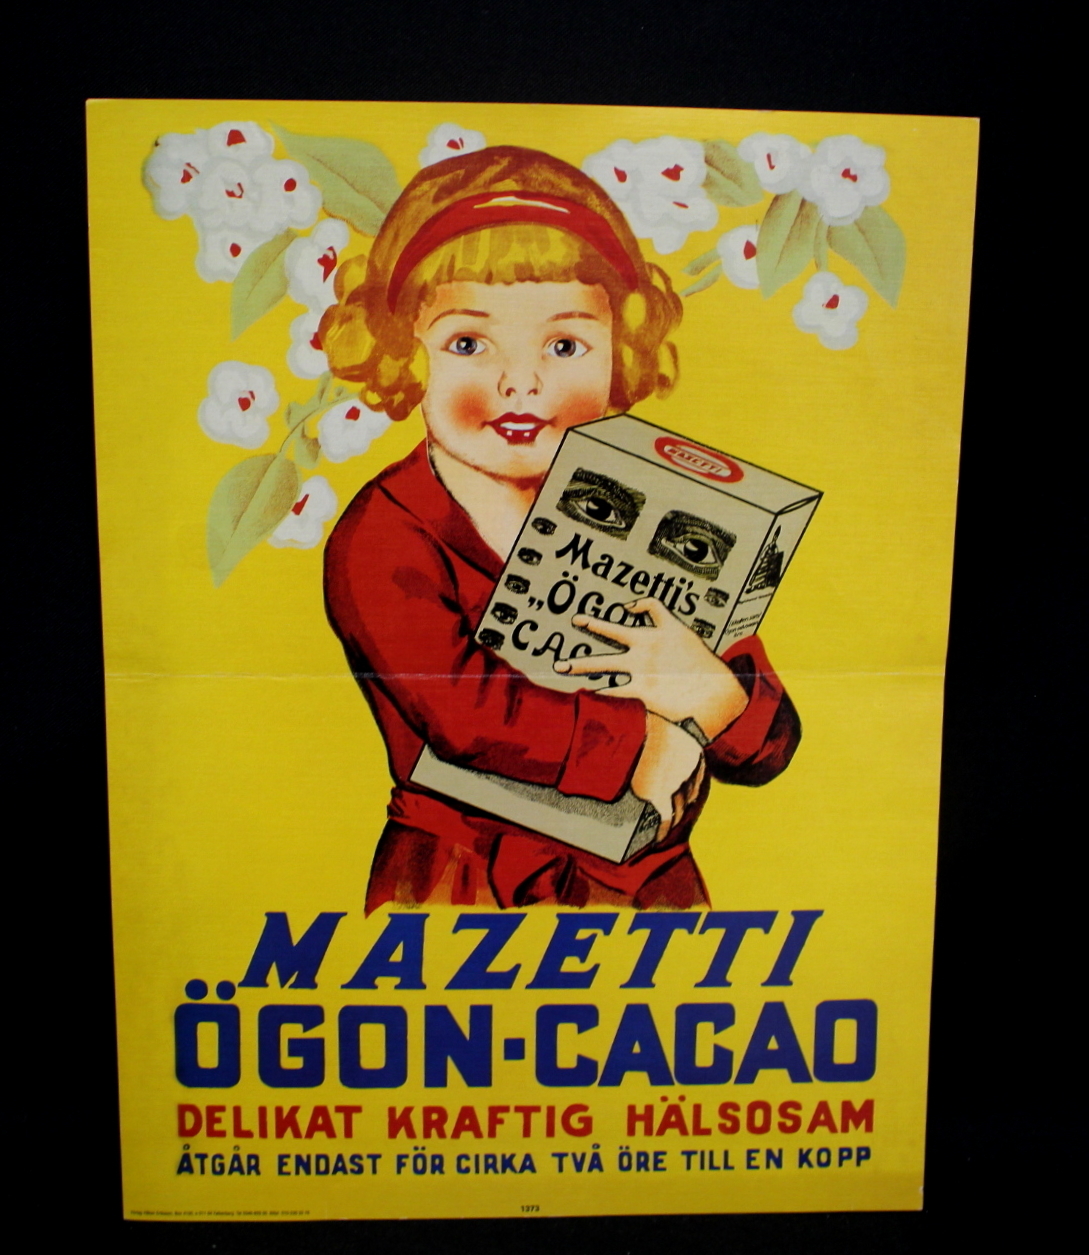 MAZETTI
Mazetti's
„ÖGON
CACAO
MAZETTI
ÖGON-CACAO
DELIKAT KRAFTIG HÄLSOSAM
ÅTGÅR ENDAST FÖR CIRKA TVÅ ÖRE TILL EN KOPP
1373